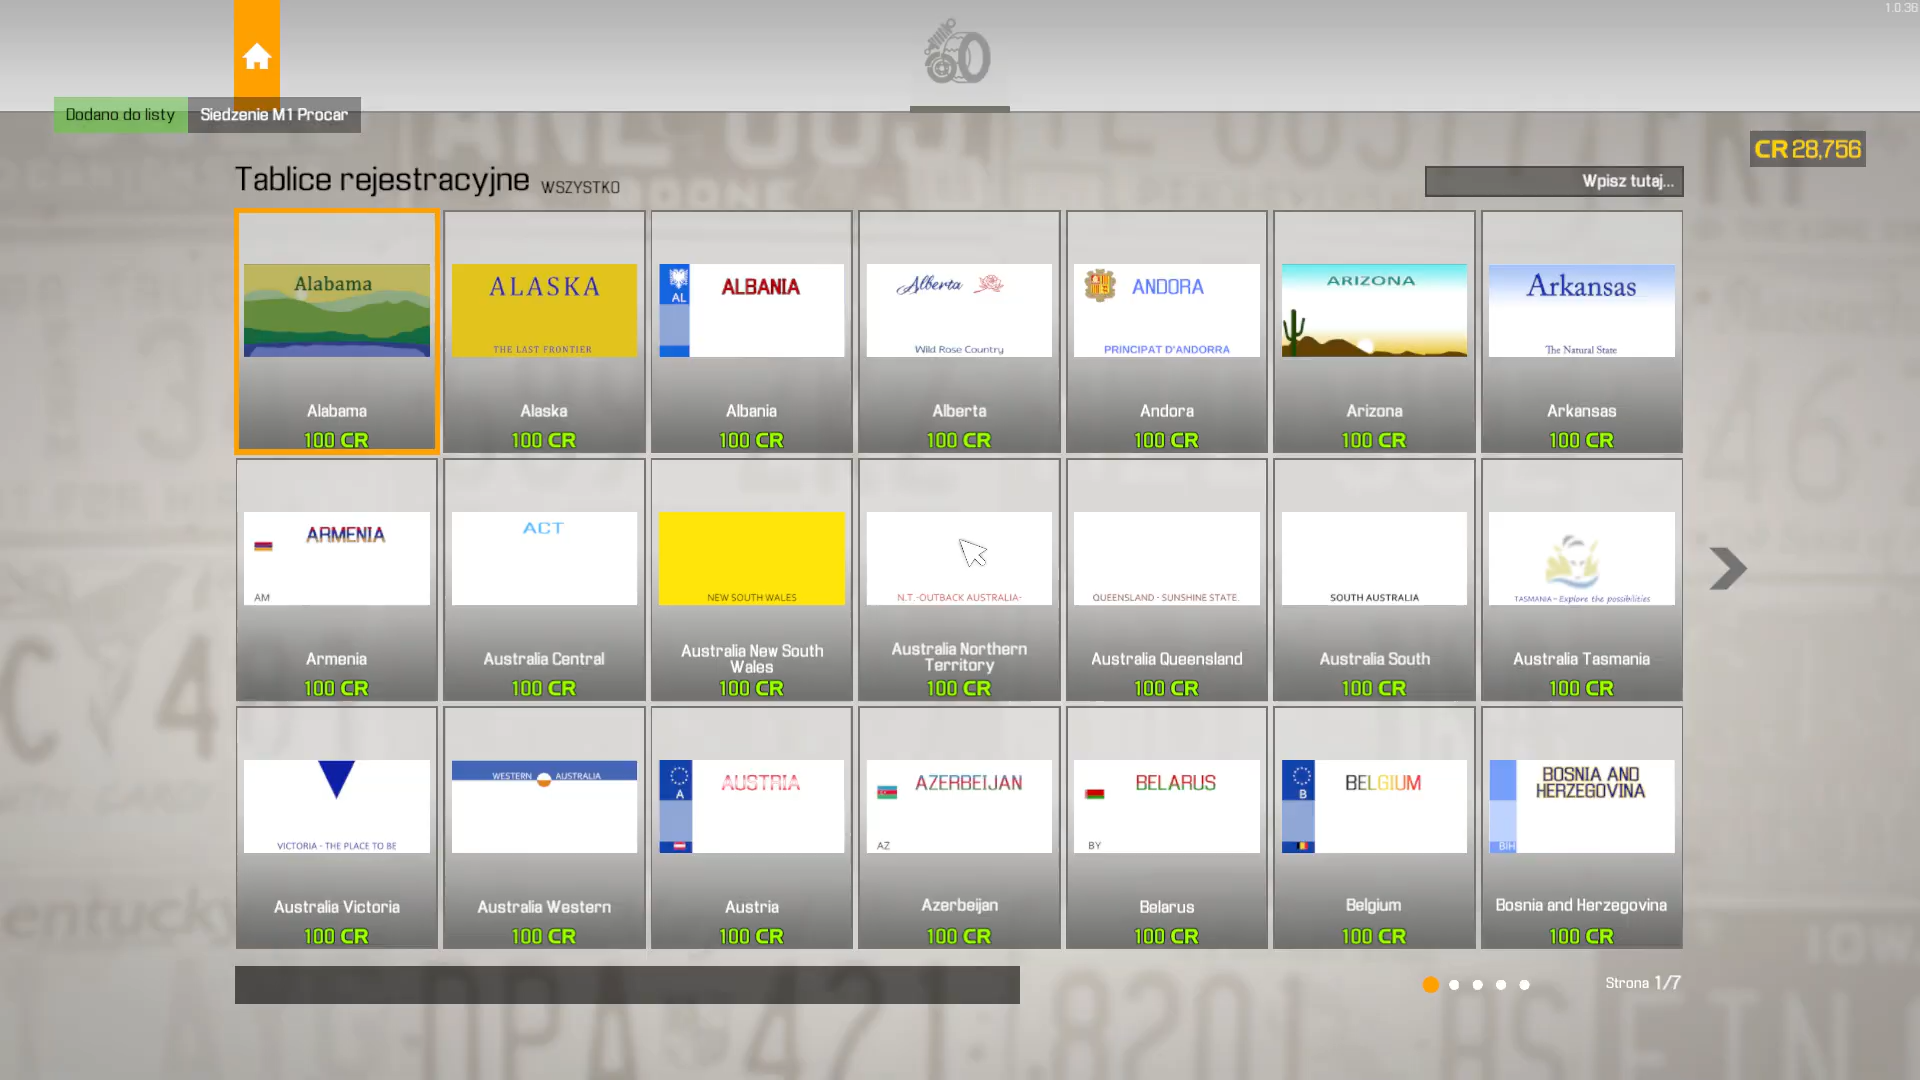 1.0.36
Dodano do listy Siedzenie M1 Procar
CR 28,756
Tablice rejestracyjne WSZYSTKO
Wpisz tutaj...
Alabama
Alabama
100 CR
ALASKA
THE LAST FRONTIER
Alaska
100 CR
AL
ALBANIA
Albania
100 CR
Alberta
Wild Rose Country
Alberta
100 CR
ANDORA
PRINCIPAT D'ANDORRA
Andora
100 CR
ARIZONA
Arizona
100 CR
Arkansas
The Natural State
Arkansas
100 CR
ARMENIA
AM
Armenia
100 CR
ACT
Australia Central
100 CR
NEW SOUTH WALES
Australia New South
Wales
100 CR
N.T.-OUTBACK AUSTRALIA-
Australia Northern
Territory
100 CR
QUEENSLAND - SUNSHINE STATE.
Australia Queensland
100 CR
SOUTH AUSTRALIA
Australia South
100 CR
TASMANIA - Explore the possibilities
Australia Tasmania
100 CR
VICTORIA - THE PLACE TO BE
Australia Victoria
100 CR
WESTERN AUSTRALIA
Australia Western
100 CR
A
AUSTRIA
Austria
100 CR
AZERBEIJAN
AZ
Azerbeijan
100 CR
BELARUS
BY
Belarus
100 CR
B
BELGIUM
Belgium
100 CR
BOSNIA AND
HERZEGOVINA
BIH
Bosnia and Herzegovina
100 CR
Strona 1/7